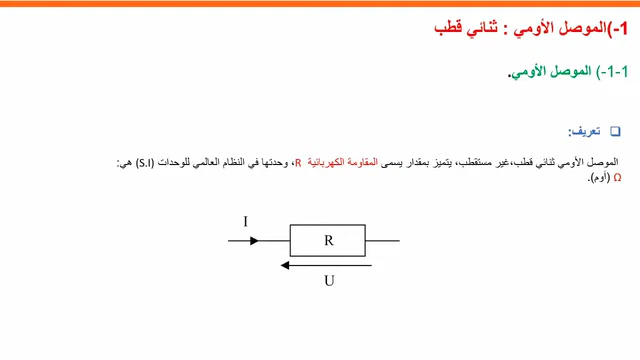 1-)الموصل الأومي : ثنائي قطب
1-1-) الموصل الأومي.
تعريف:
الموصل الأومي ثنائي قطب،غير مستقطب، يتميز بمقدار يسمى المقاومة الكهربائية R، وحدتها في النظام العالمي للوحدات (S.I) هي:
Ω (أوم).
I
R
U